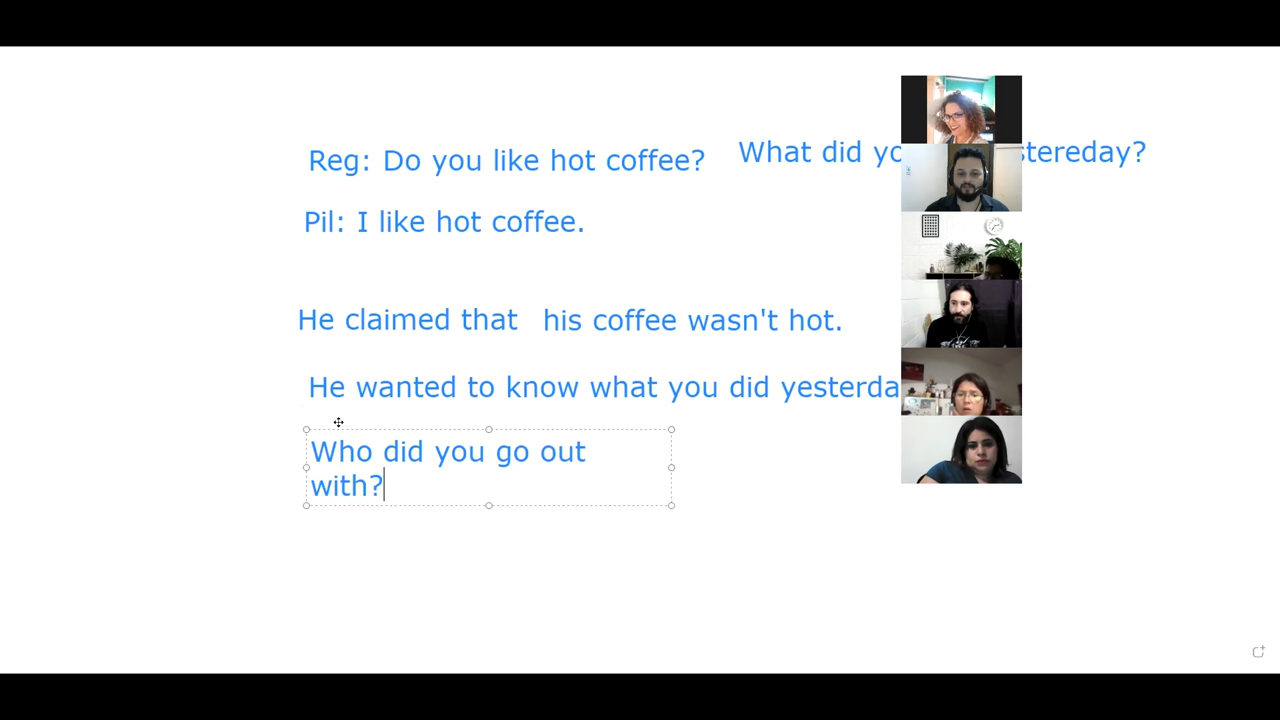 Reg: Do you like hot coffee?
What did yo stereday?
Pil: I like hot coffee.
He claimed that his coffee wasn't hot.
He wanted to know what you did yesterda
Who did you go out
with?